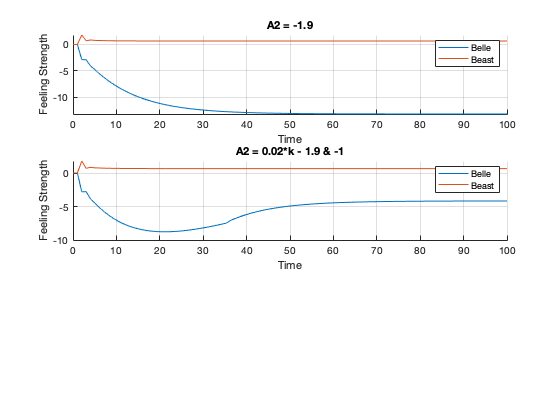 A2 = -1.9
Feeling Strength
0
-5
-10
Belle
Beast
0 10 20 30 40 50 60 70 80 90 100
Time
A2 = 0.02*k - 1.9 & -1
Feeling Strength
0
-5
-10
Belle
Beast
0 10 20 30 40 50 60 70 80 90 100
Time